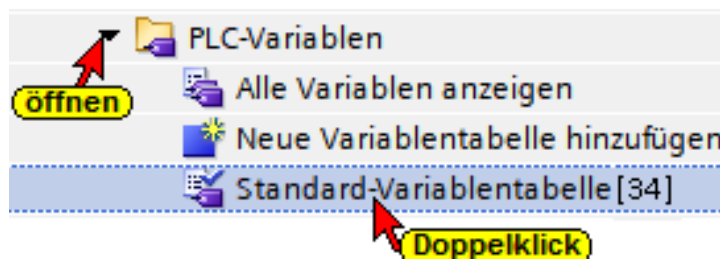 PLC-Variablen
öffnen
Alle Variablen anzeigen
Neue Variablentabelle hinzufügen
Standard-Variablentabelle [34]
Doppelklick